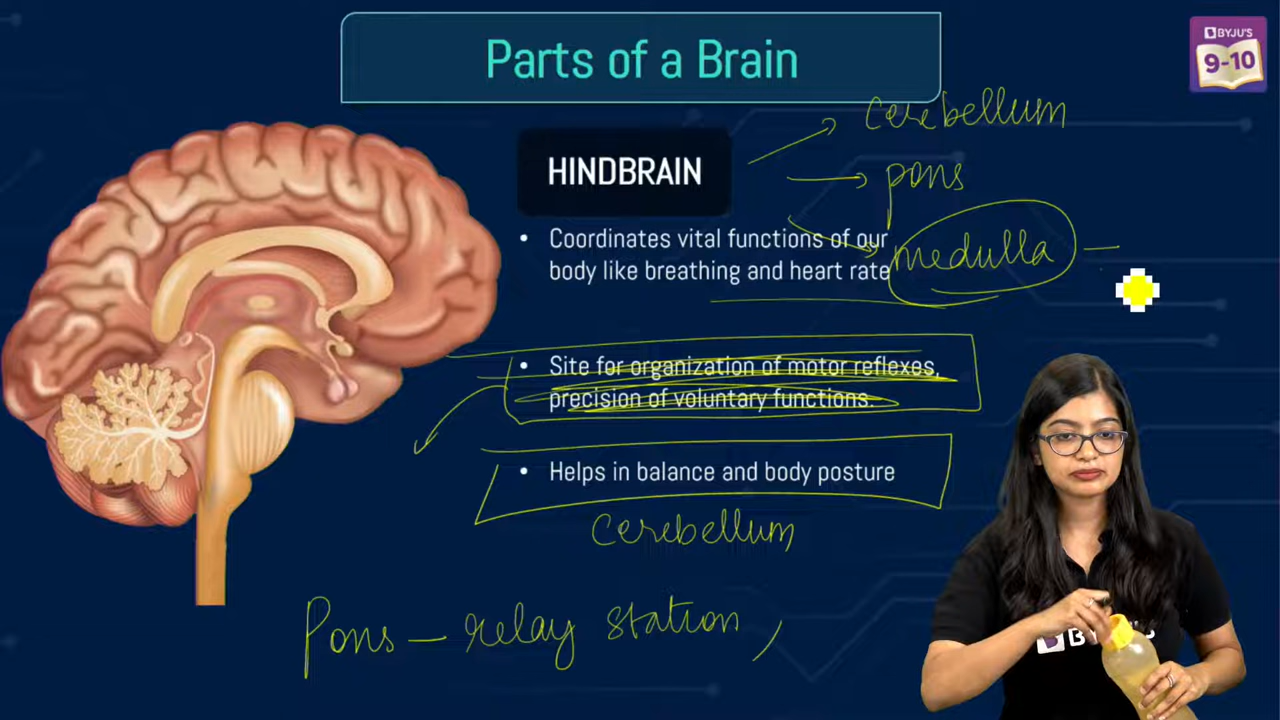 Parts of a Brain
BYJU'S
9-10
cerebellum
HINDBRAIN
pons
• Coordinates vital functions of our
body like breathing and heart rate
medulla
• Site for organization of motor reflexes,
precision of voluntary functions.
• Helps in balance and body posture
Cerebellum
Pons – relay station,
BYJU'S